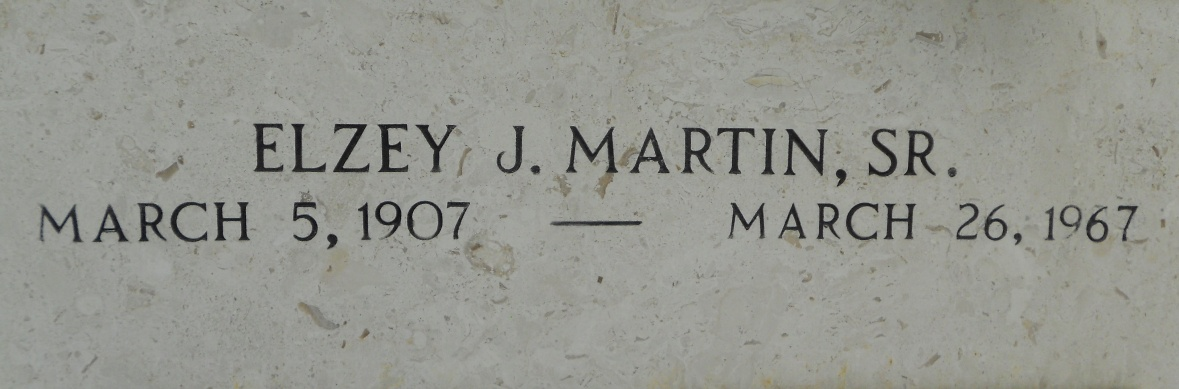 ELZEY J. MARTIN, SR.
MARCH 5, 1907 — MARCH 26, 1967